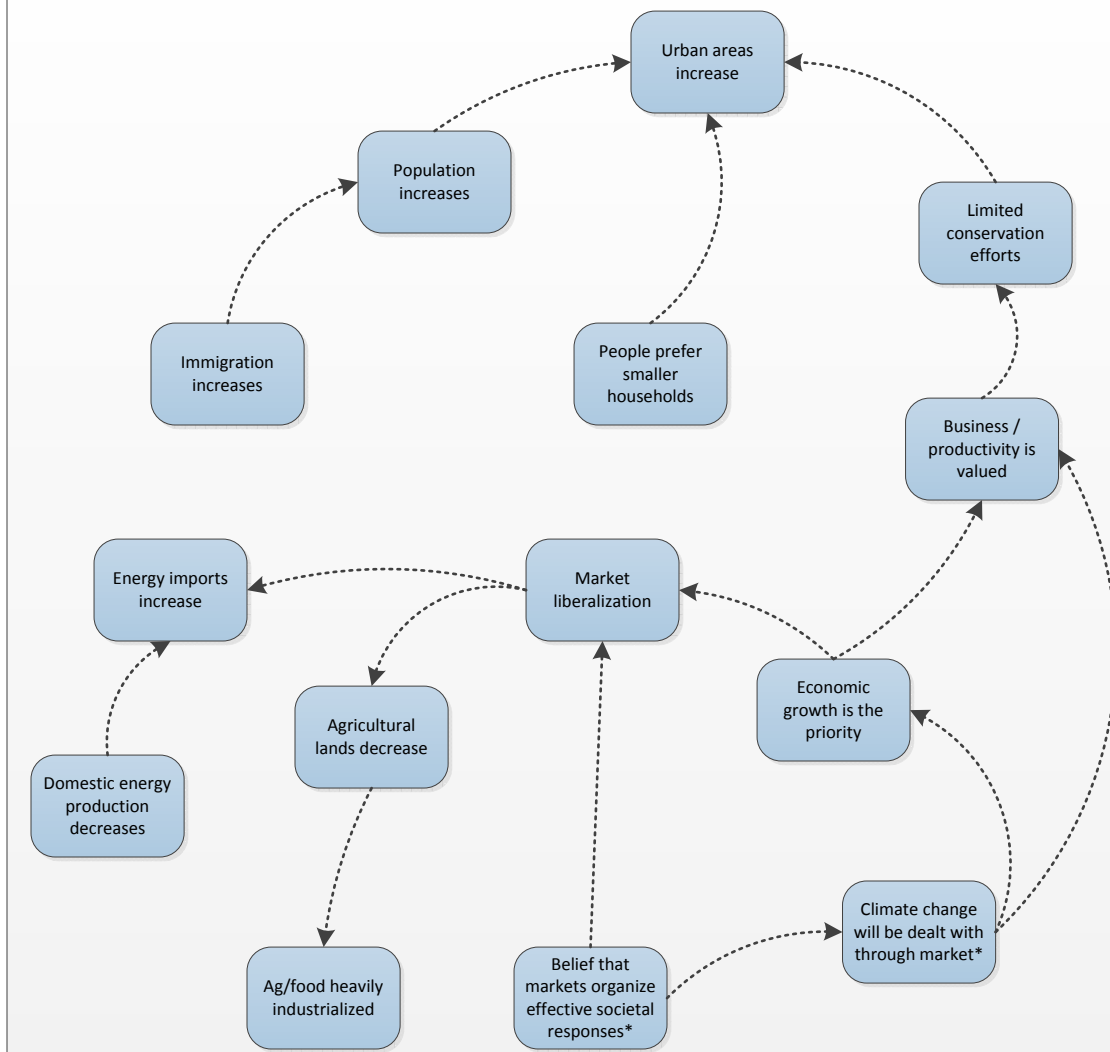 Urban areas
increase
Population
increases
Limited
conservation
efforts
Immigration
increases
People prefer
smaller
households
Business /
productivity is
valued
Energy imports
increase
Market
liberalization
Economic
growth is the
priority
Agricultural
lands decrease
Domestic energy
production
decreases
Climate change
will be dealt with
through market*
Ag/food heavily
industrialized
Belief that
markets organize
effective societal
responses*